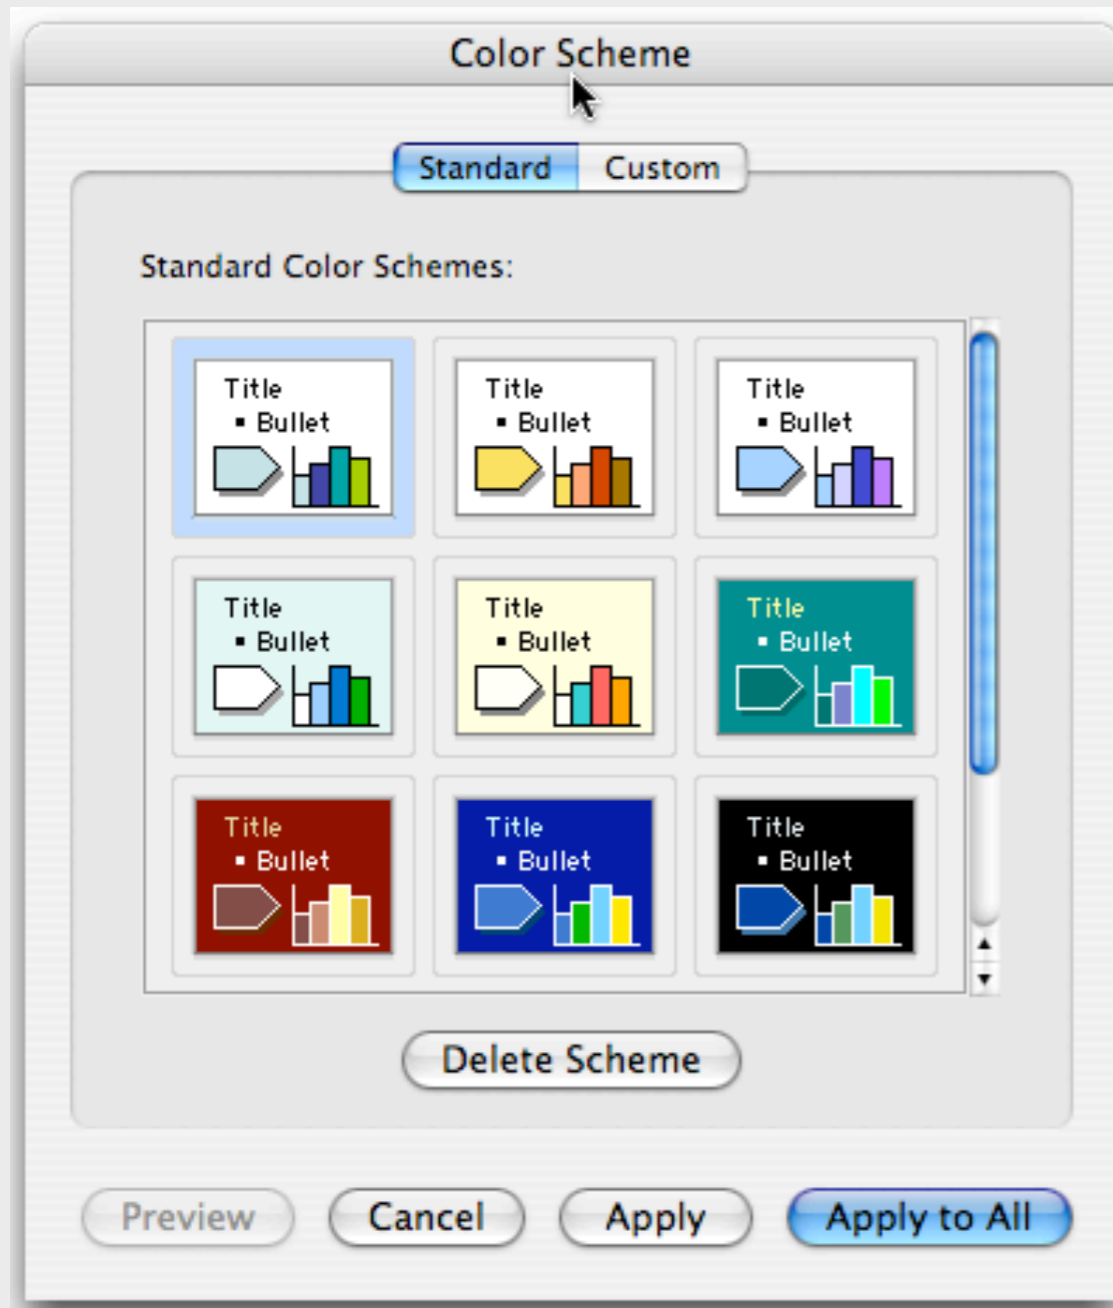 Color Scheme
Standard Custom
Standard Color Schemes:
Title
▪ Bullet
Title
▪ Bullet
Title
▪ Bullet
Title
▪ Bullet
Title
▪ Bullet
Title
▪ Bullet
Title
▪ Bullet
Title
▪ Bullet
Title
▪ Bullet
Delete Scheme
Preview Cancel Apply Apply to All